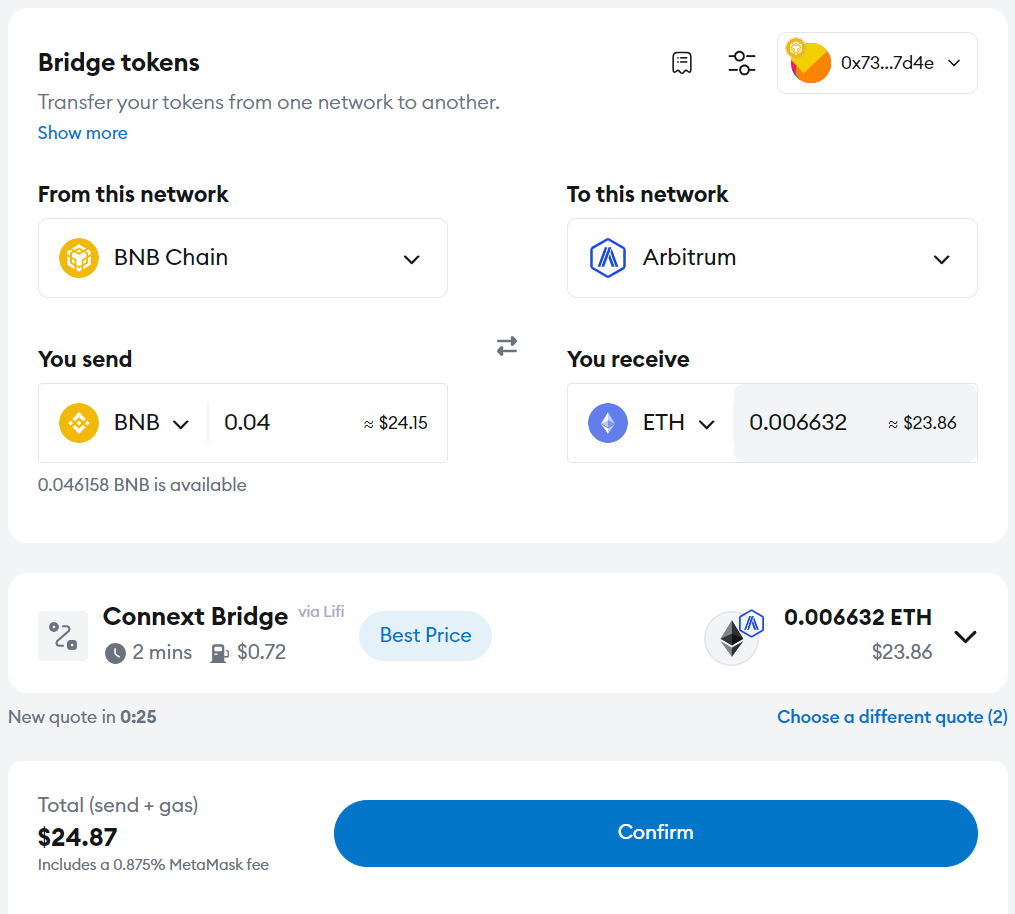 Bridge tokens
0x73...7d4e
Transfer your tokens from one network to another.
Show more
From this network
To this network
BNB Chain
Arbitrum
You send
You receive
BNB 0.04 ≈ $24.15
ETH 0.006632 ≈ $23.86
0.046158 BNB is available
Connext Bridge via Lifi
2 mins $0.72
Best Price
0.006632 ETH
$23.86
New quote in 0:25
Choose a different quote (2)
Total (send + gas)
$24.87
Includes a 0.875% MetaMask fee
Confirm